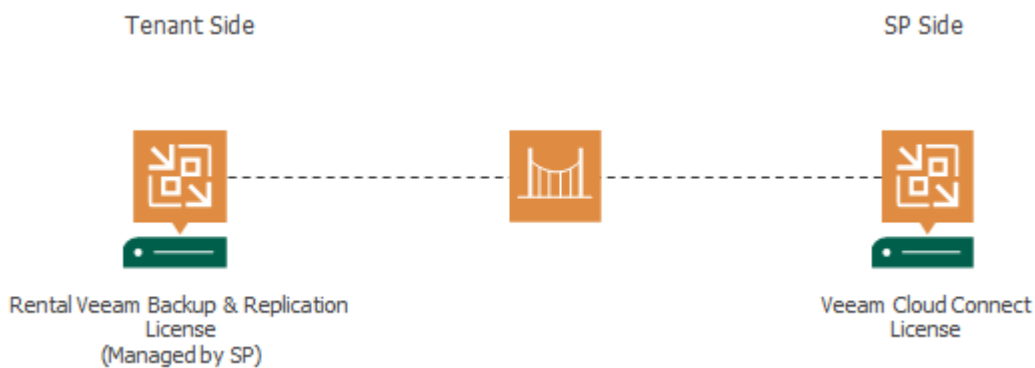 Tenant Side
SP Side
Rental Veeam Backup & Replication
License
(Managed by SP)
Veeam Cloud Connect
License